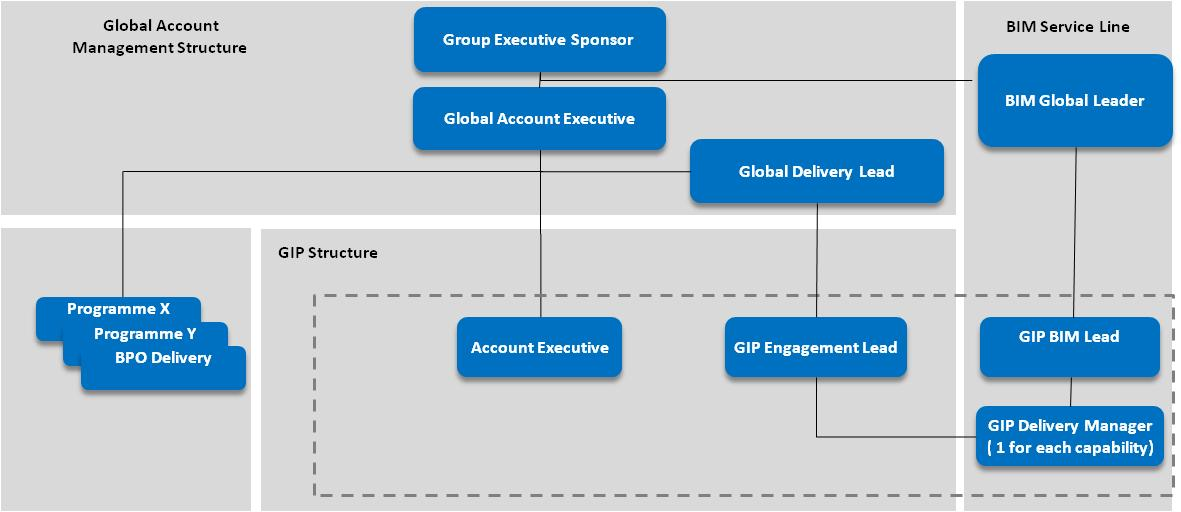 Global Account
Management Structure
Group Executive Sponsor
BIM Service Line
BIM Global Leader
Global Account Executive
Global Delivery Lead
GIP Structure
Programme X
Programme Y
BPO Delivery
Account Executive
GIP Engagement Lead
GIP BIM Lead
GIP Delivery Manager
( 1 for each capability)